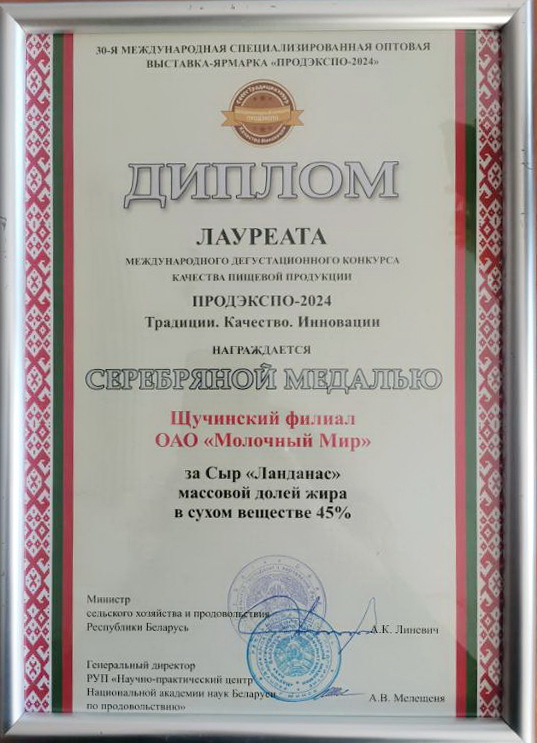 30-Я МЕЖДУНАРОДНАЯ СПЕЦИАЛИЗИРОВАННАЯ ОПТОВАЯ
ВЫСТАВКА-ЯРМАРКА «ПРОДЭКСПО-2024»
ДИПЛОМ
ЛАУРЕАТА
МЕЖДУНАРОДНОГО ДЕГУСТАЦИОННОГО КОНКУРСА
КАЧЕСТВА ПИЩЕВОЙ ПРОДУКЦИИ
ПРОДЭКСПО-2024
Традиции. Качество. Инновации
НАГРАЖДАЕТСЯ
СЕРЕБРЯНОЙ МЕДАЛЬЮ
Щучинский филиал
ОАО «Молочный Мир»
за Сыр «Ланданас»
массовой долей жира
в сухом веществе 45%
Министр
сельского хозяйства и продовольствия
Республики Беларусь
А.К. Линевич
Генеральный директор
РУП «Научно-практический центр
Национальной академии наук Беларуси
по продовольствию»
А.В. Мелещеня